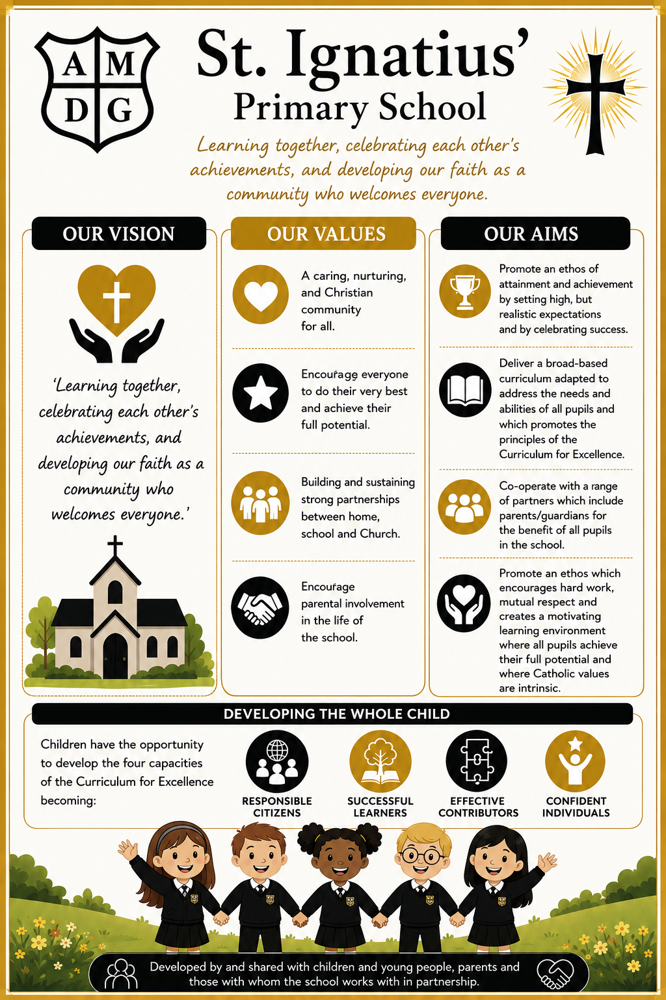 A M
D G
St. Ignatius’
Primary School
Learning together, celebrating each other’s
achievements, and developing our faith as a
community who welcomes everyone.
OUR VISION
‘Learning together,
celebrating each other’s
achievements, and
developing our faith as a
community who
welcomes everyone.’
OUR VALUES
A caring, nurturing,
and Christian
community
for all.
Encourage everyone
to do their very best
and achieve their
full potential.
Building and sustaining
strong partnerships
between home,
school and Church.
Encourage
parental involvement
in the life of
the school.
OUR AIMS
Promote an ethos of
attainment and achievement
by setting high, but
realistic expectations
and by celebrating success.
Deliver a broad-based
curriculum adapted to
address the needs and
abilities of all pupils and
which promotes the
principles of the
Curriculum for Excellence.
Co-operate with a range
of partners which include
parents/guardians for
the benefit of all pupils
in the school.
Promote an ethos which
encourages hard work,
mutual respect and
creates a motivating
learning environment
where all pupils achieve
their full potential and
where Catholic values
are intrinsic.
DEVELOPING THE WHOLE CHILD
Children have the opportunity
to develop the four capacities
of the Curriculum for Excellence
becoming:
RESPONSIBLE
CITIZENS
SUCCESSFUL
LEARNERS
EFFECTIVE
CONTRIBUTORS
CONFIDENT
INDIVIDUALS
Developed by and shared with children and young people, parents and
those with whom the school works with in partnership.